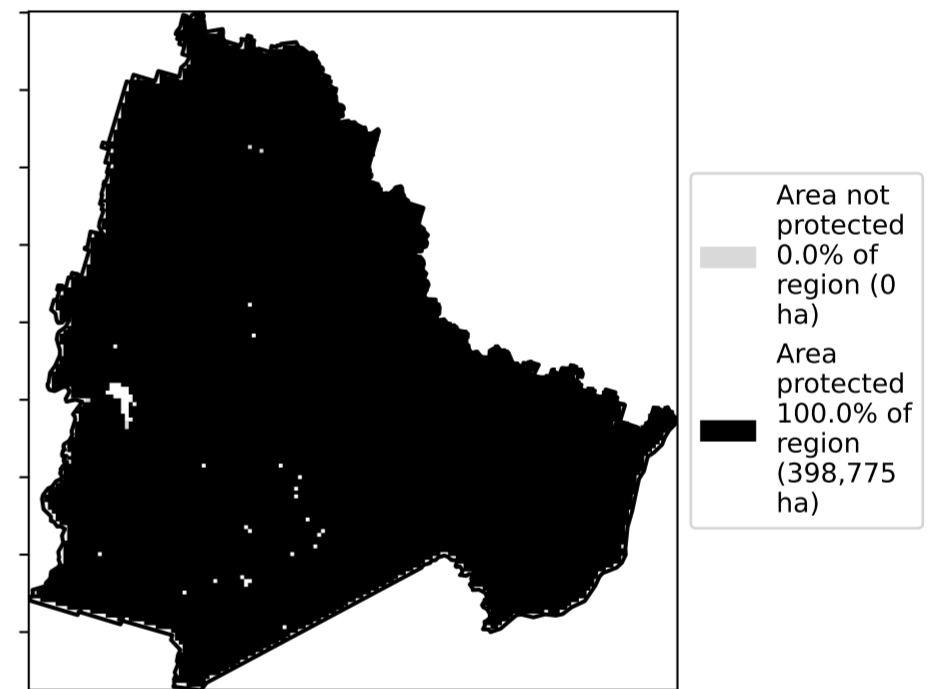 Area not
protected
0.0% of
region (0
ha)
Area
protected
100.0% of
region
(398,775
ha)